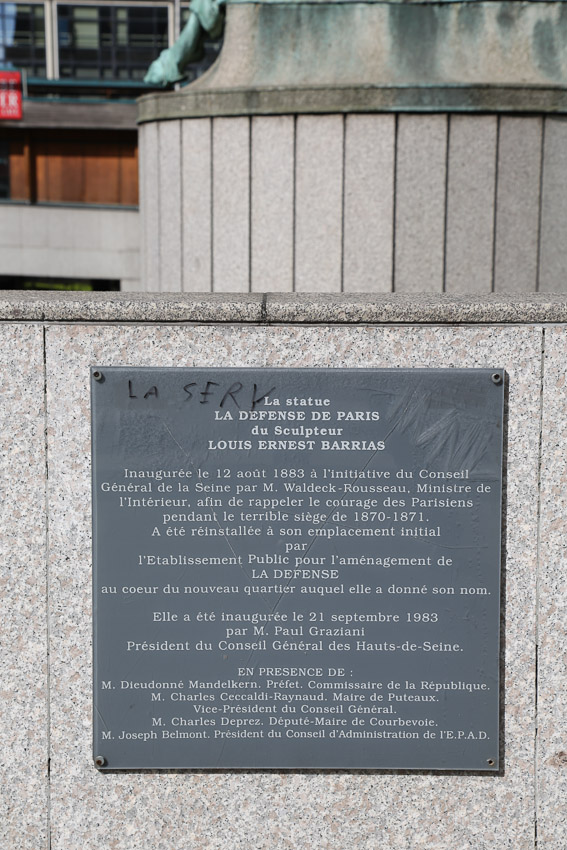 LA SERV
La statue
LA DEFENSE DE PARIS
du Sculpteur
LOUIS ERNEST BARRIAS
Inaugurée le 12 août 1883 à l'initiative du Conseil
Général de la Seine par M. Waldeck-Rousseau, Ministre de
l'Intérieur, afin de rappeler le courage des Parisiens
pendant le terrible siège de 1870-1871.
A été réinstallée à son emplacement initial
par
l'Etablissement Public pour l'aménagement de
LA DEFENSE
au coeur du nouveau quartier auquel elle a donné son nom.
Elle a été inaugurée le 21 septembre 1983
par M. Paul Graziani
Président du Conseil Général des Hauts-de-Seine.
EN PRESENCE DE :
M. Dieudonné Mandelkern. Préfet. Commissaire de la République.
M. Charles Ceccaldi-Raynaud. Maire de Puteaux.
Vice-Président du Conseil Général.
M. Charles Deprez. Député-Maire de Courbevoie.
M. Joseph Belmont. Président du Conseil d'Administration de l'E.P.A.D.